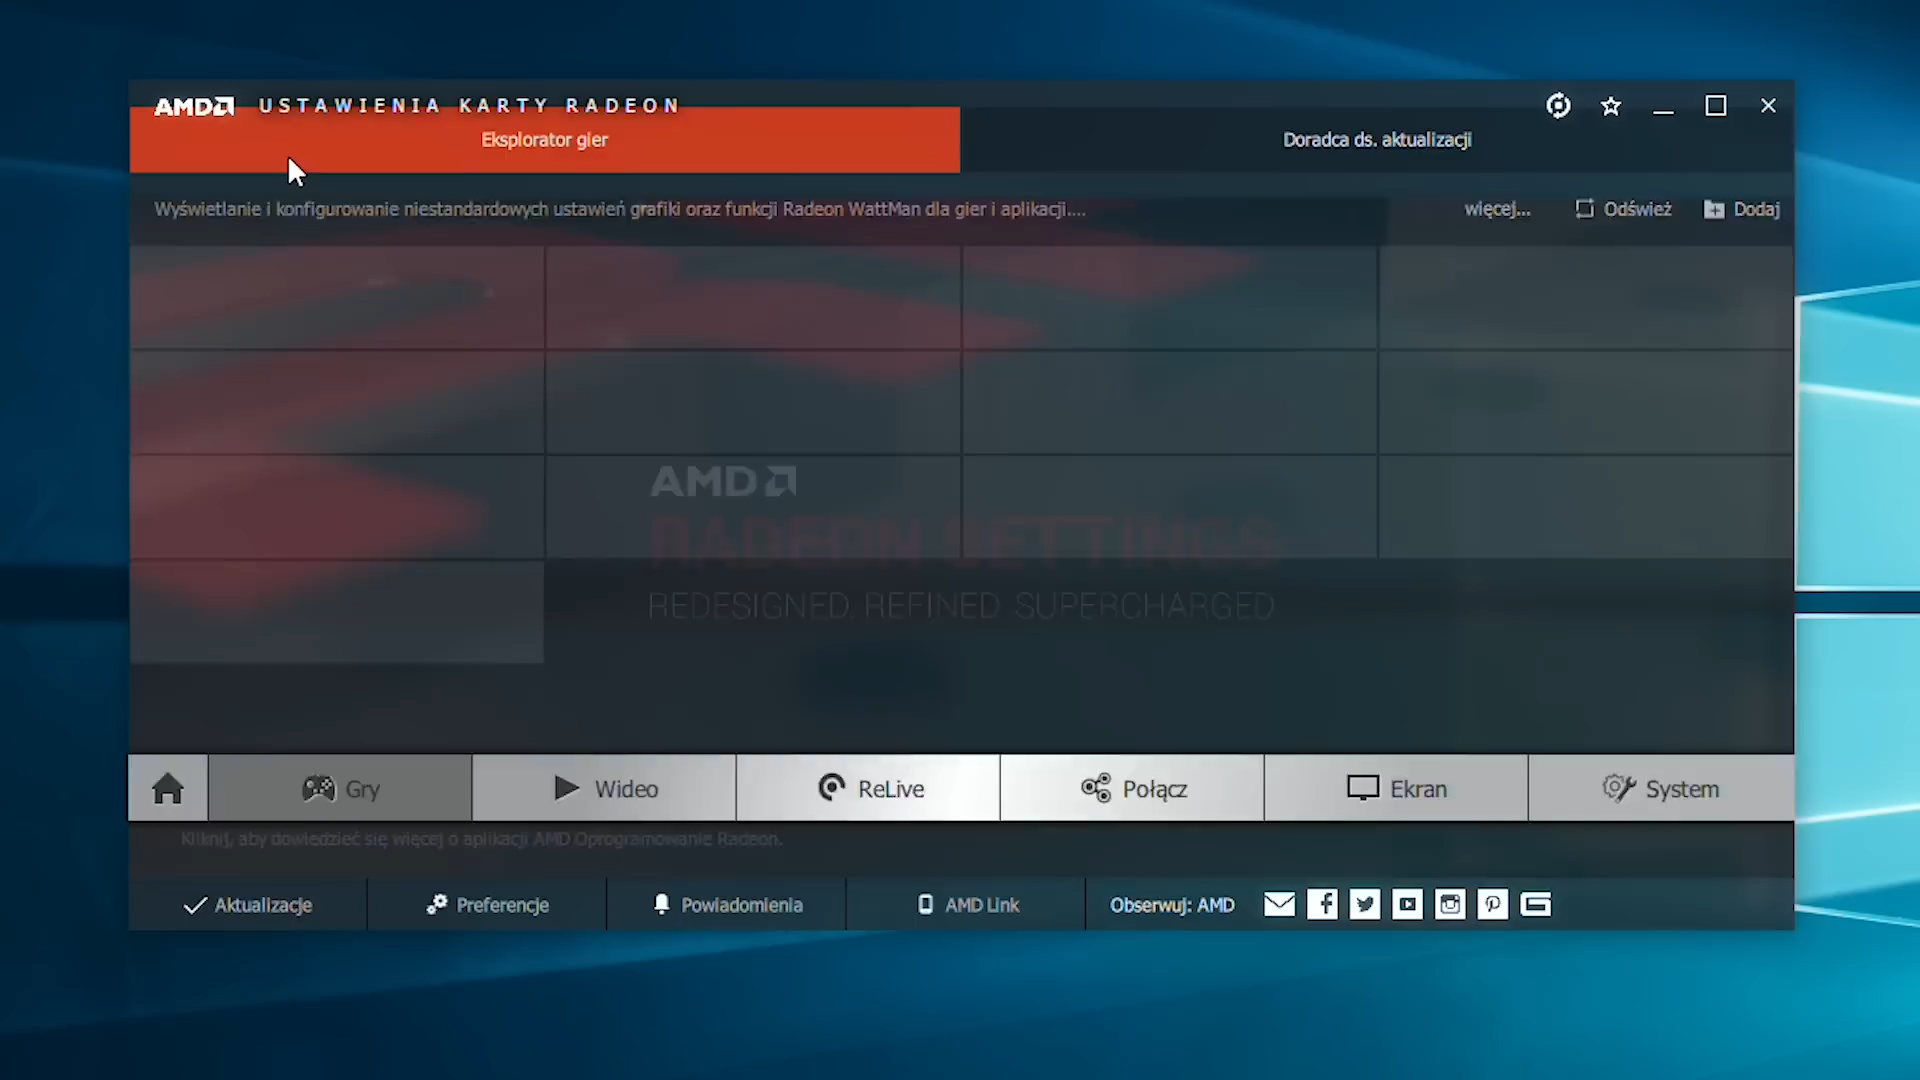 AMD USTAWIENIA KARTY RADEON
Eksplorator gier
Doradca ds. aktualizacji
Wyświetlanie i konfigurowanie niestandardowych ustawień grafiki oraz funkcji Radeon WattMan dla gier i aplikacji....
więcej...
Odśwież
Dodaj
AMD
RADEON SETTINGS
REDESIGNED. REFINED. SUPERCHARGED
Gry
Wideo
ReLive
Połącz
Ekran
System
Kliknij, aby dowiedzieć się więcej o aplikacji AMD Oprogramowanie Radeon.
Aktualizacje
Preferencje
Powiadomienia
AMD Link
Obserwuj: AMD